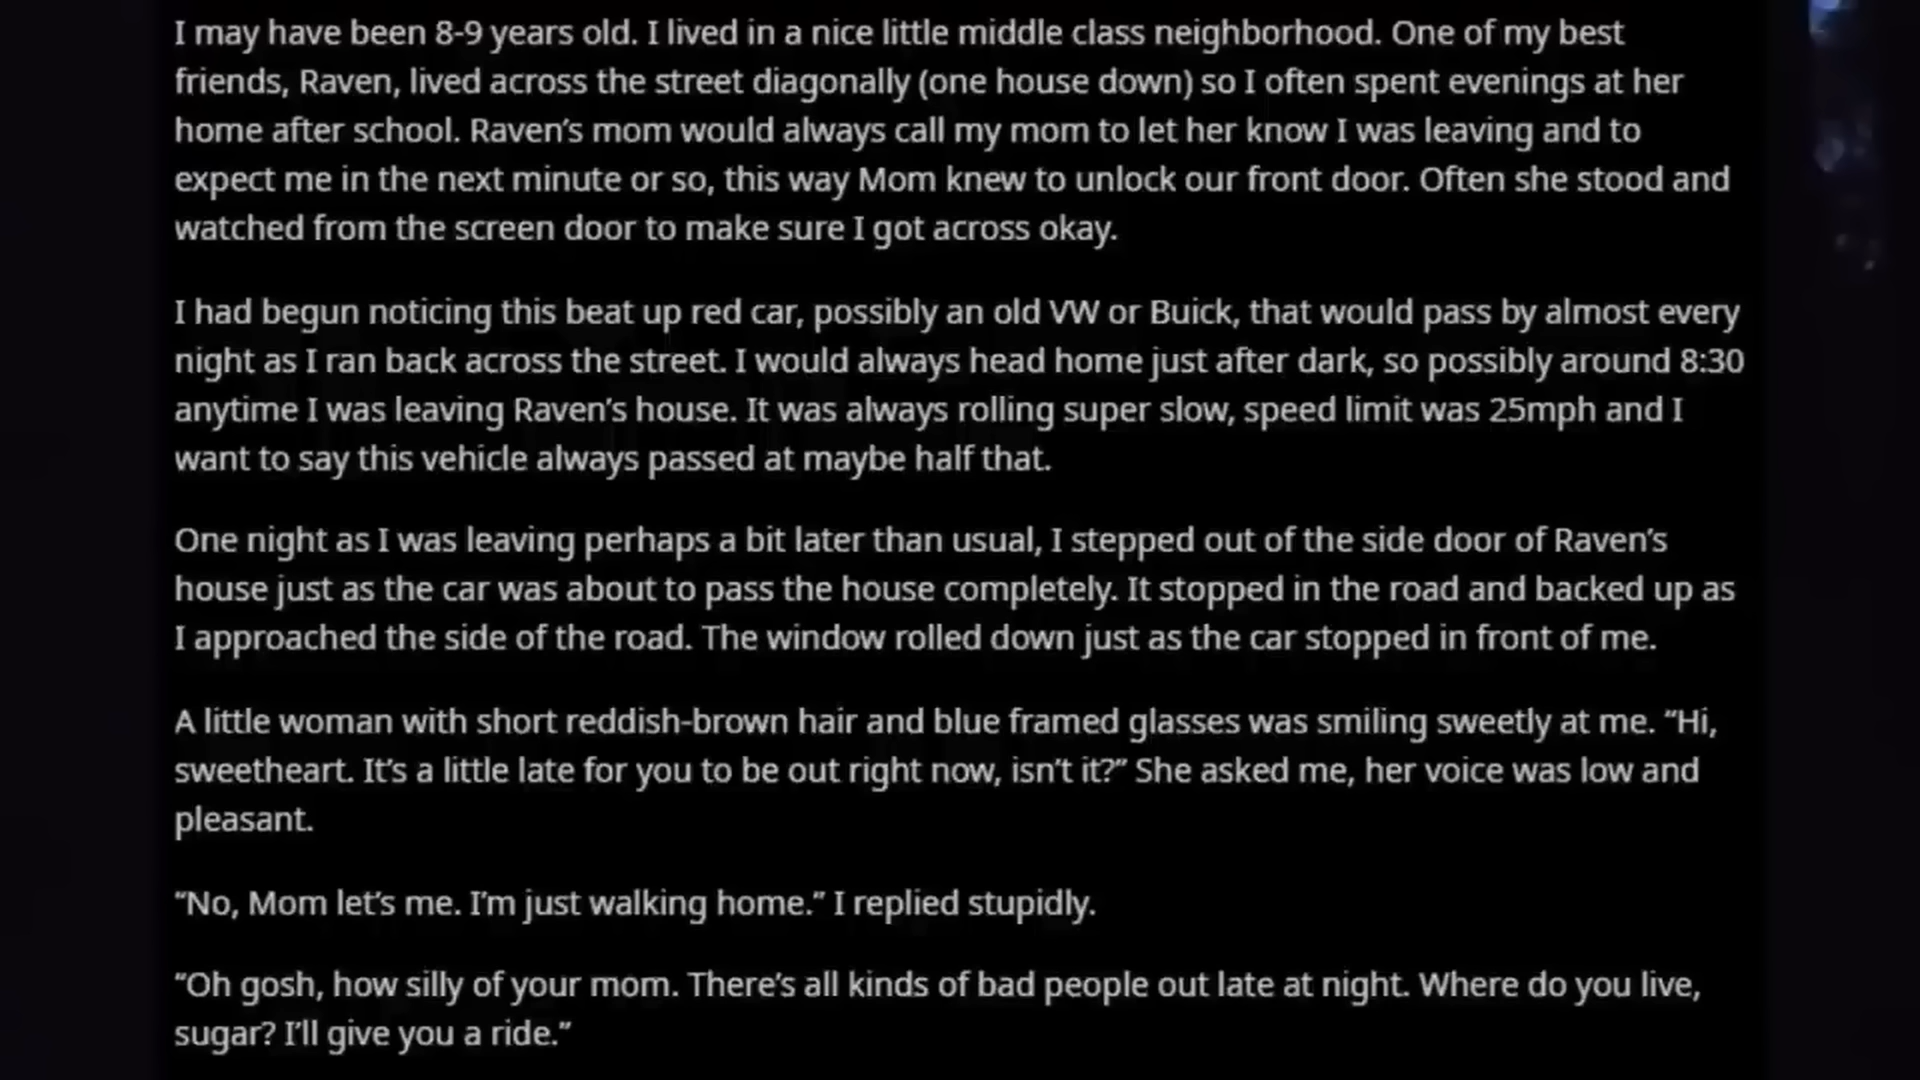 I may have been 8-9 years old. I lived in a nice little middle class neighborhood. One of my best
friends, Raven, lived across the street diagonally (one house down) so I often spent evenings at her
home after school. Raven’s mom would always call my mom to let her know I was leaving and to
expect me in the next minute or so, this way Mom knew to unlock our front door. Often she stood and
watched from the screen door to make sure I got across okay.
I had begun noticing this beat up red car, possibly an old VW or Buick, that would pass by almost every
night as I ran back across the street. I would always head home just after dark, so possibly around 8:30
anytime I was leaving Raven’s house. It was always rolling super slow, speed limit was 25mph and I
want to say this vehicle always passed at maybe half that.
One night as I was leaving perhaps a bit later than usual, I stepped out of the side door of Raven’s
house just as the car was about to pass the house completely. It stopped in the road and backed up as
I approached the side of the road. The window rolled down just as the car stopped in front of me.
A little woman with short reddish-brown hair and blue framed glasses was smiling sweetly at me. “Hi,
sweetheart. It’s a little late for you to be out right now, isn’t it?” She asked me, her voice was low and
pleasant.
“No, Mom let’s me. I’m just walking home.” I replied stupidly.
“Oh gosh, how silly of your mom. There’s all kinds of bad people out late at night. Where do you live,
sugar? I’ll give you a ride.”